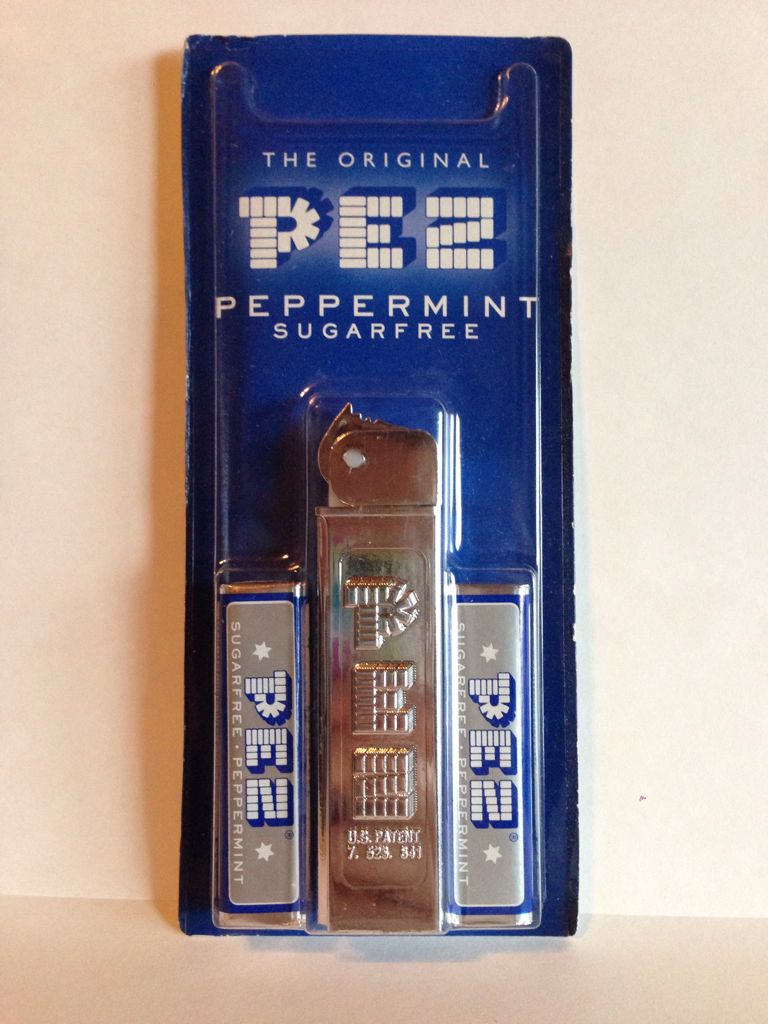 THE ORIGINAL
PEZ
PEPPERMINT
SUGARFREE
PEZ
SUGARFREE • PEPPERMINT
PEZ
U.S. PATENT
7. 523. 841
PEZ ®
SUGARFREE • PEPPERMINT